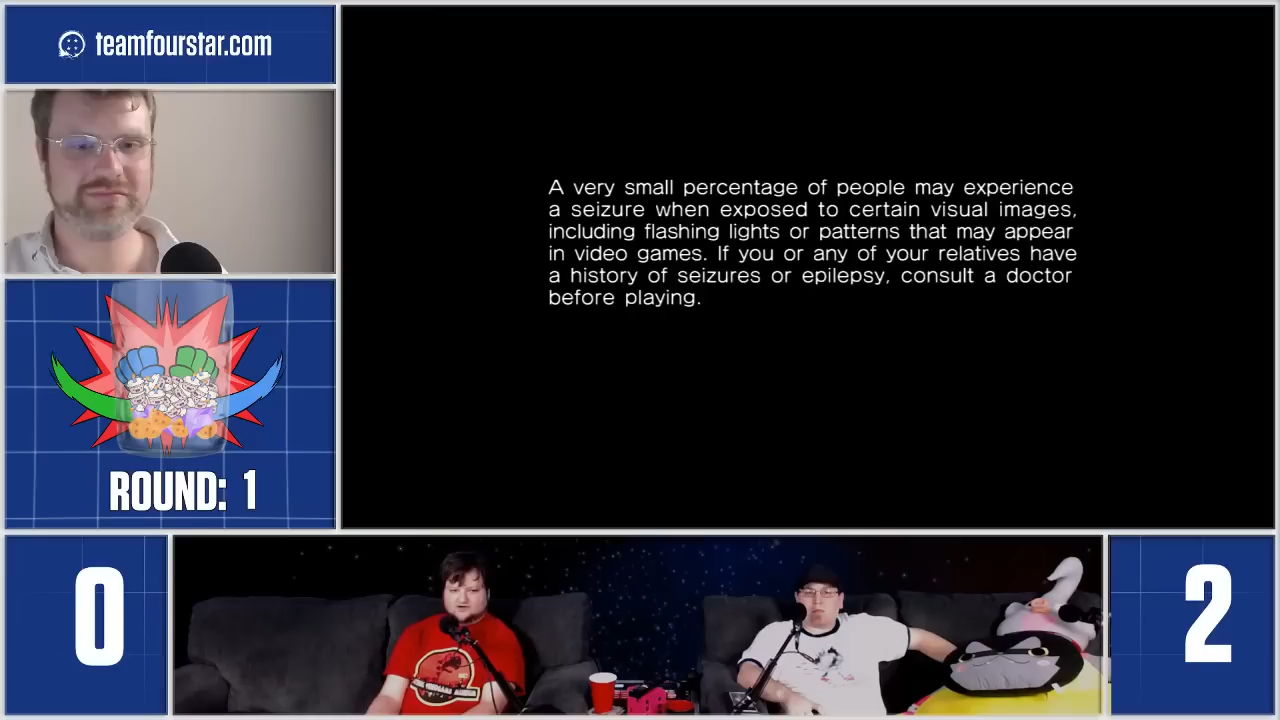 teamfourstar.com
A very small percentage of people may experience
a seizure when exposed to certain visual images,
including flashing lights or patterns that may appear
in video games. If you or any of your relatives have
a history of seizures or epilepsy, consult a doctor
before playing.
ROUND: 1
0
2